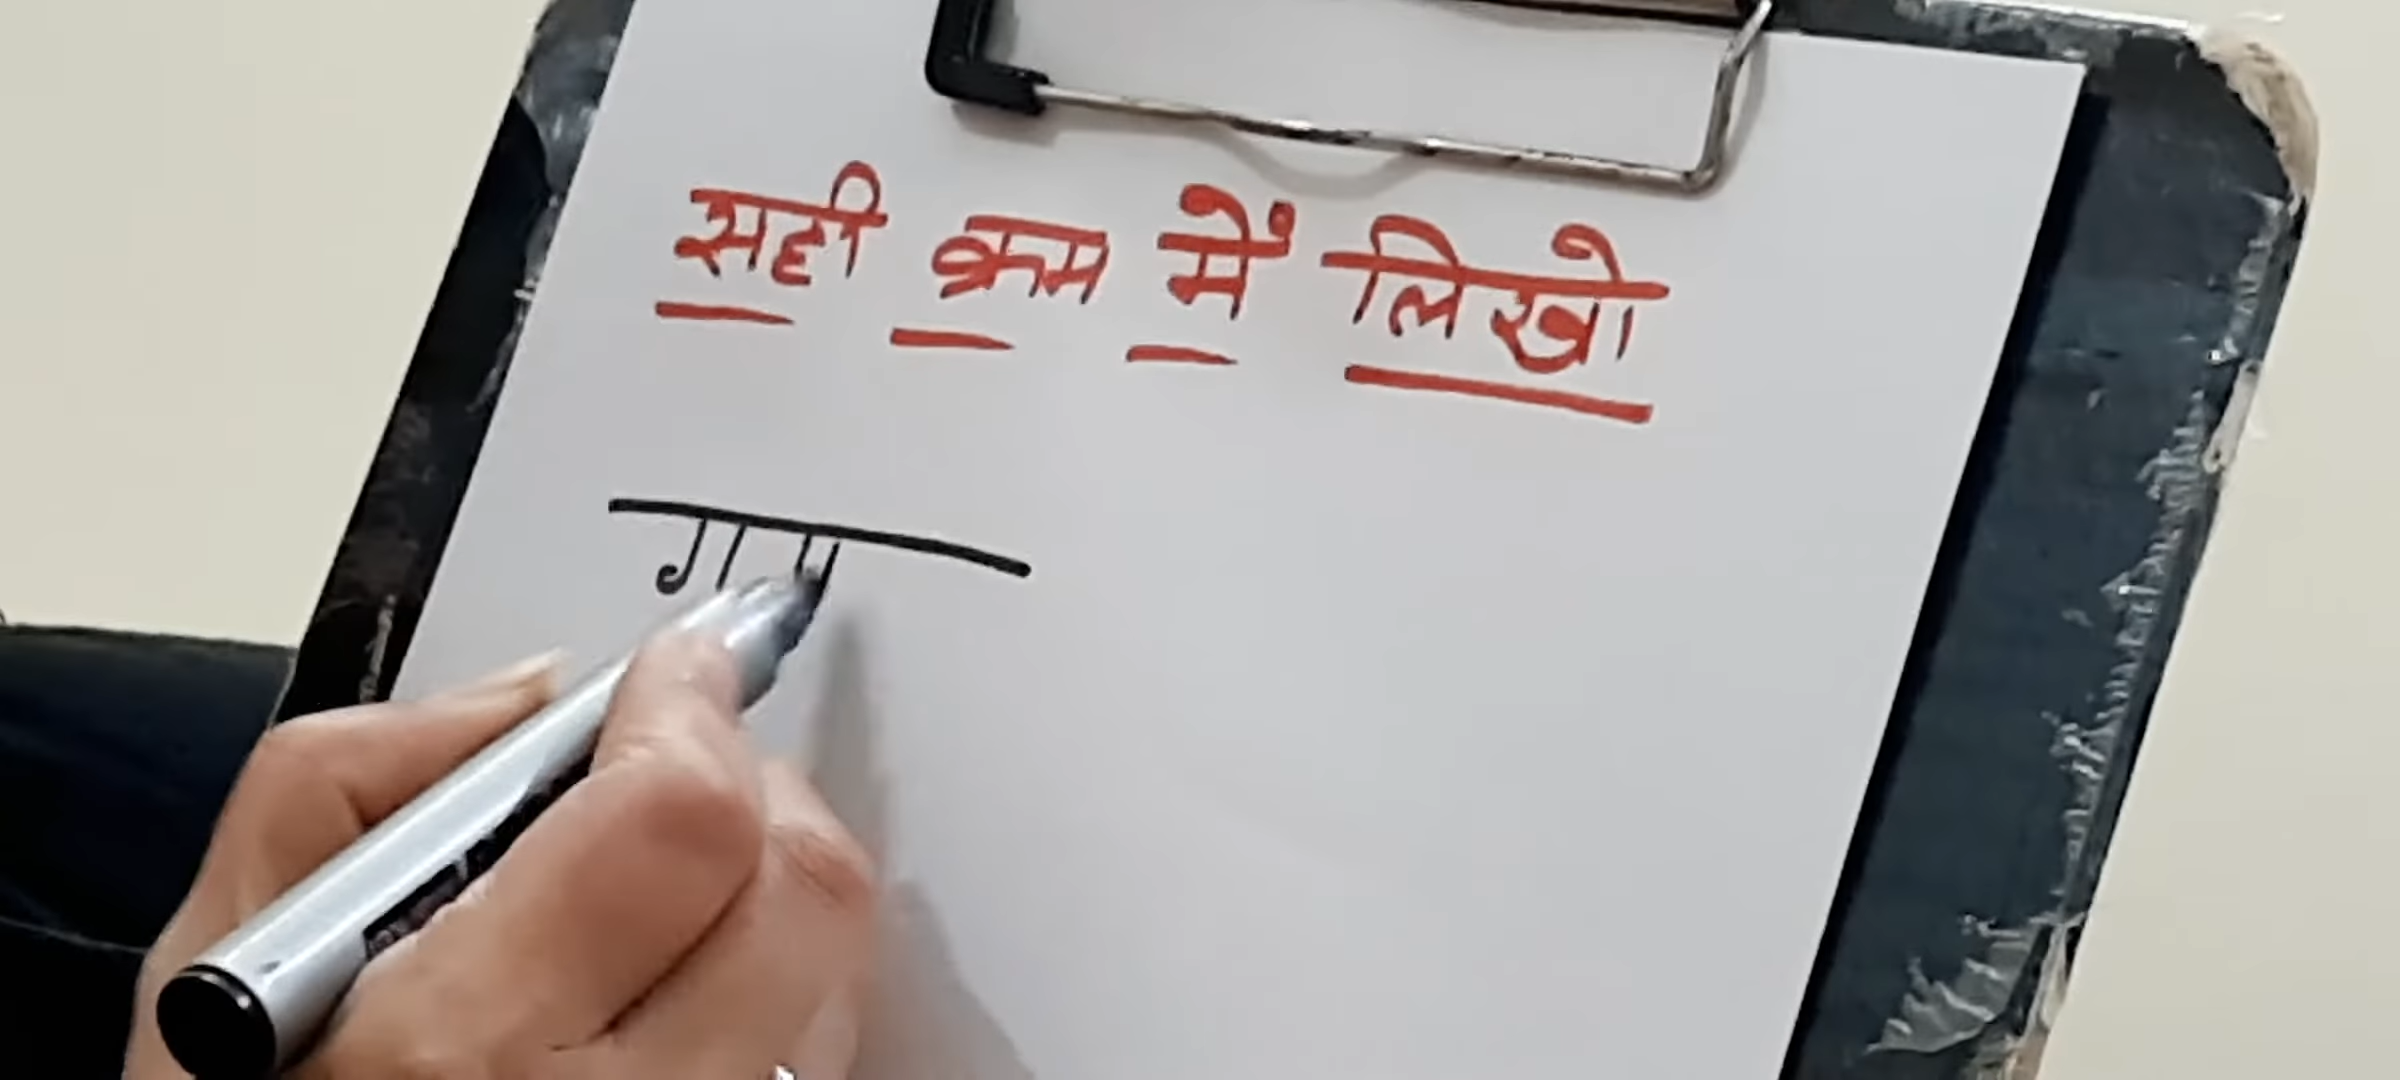 सही क्रम में लिखो
ग